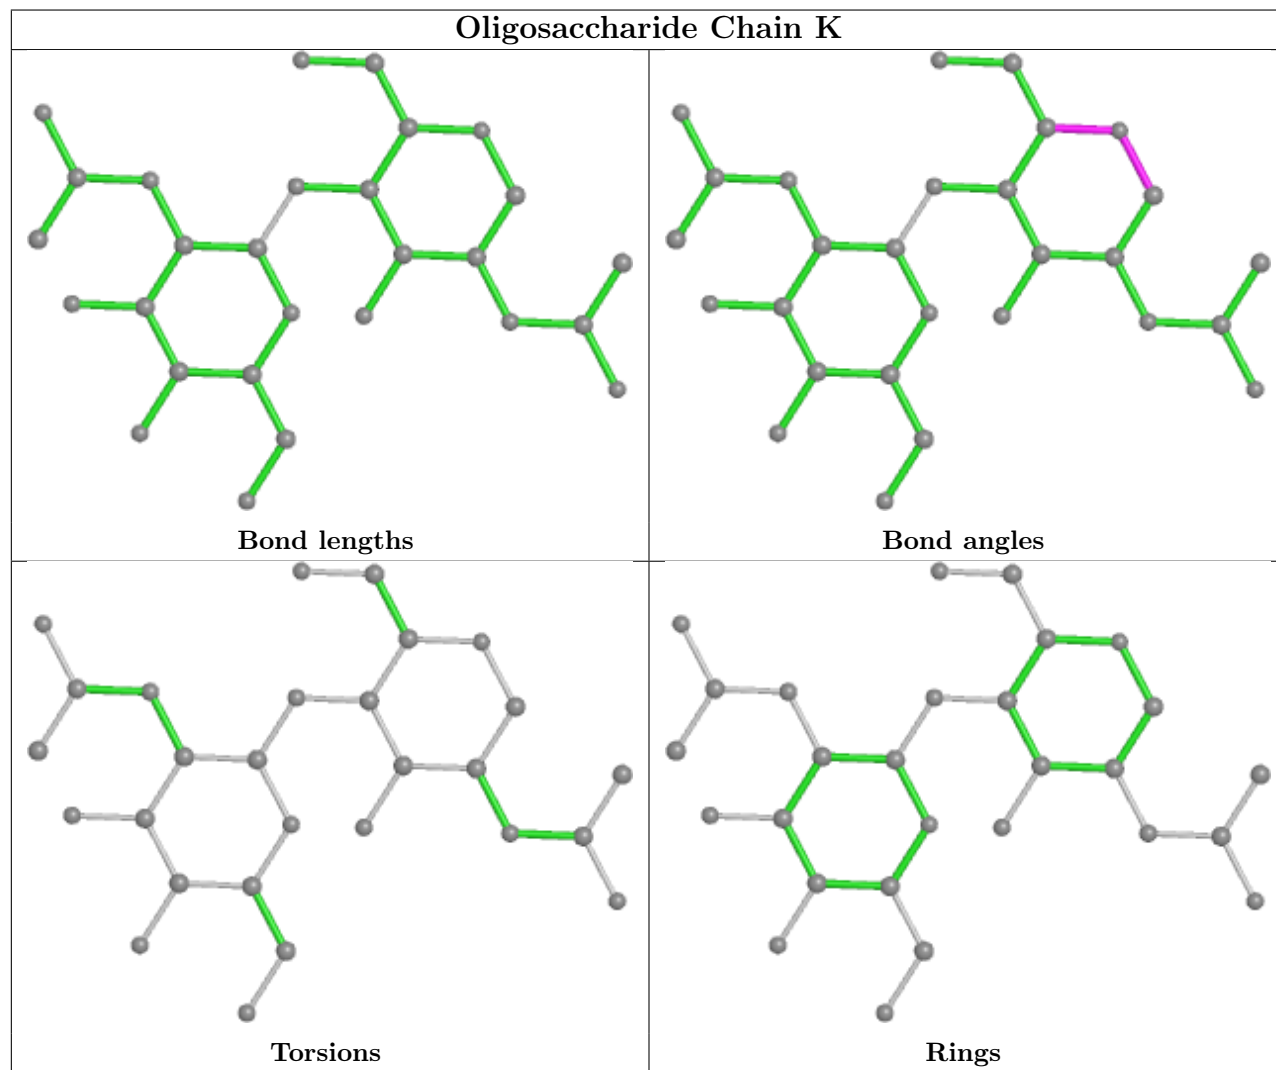 Oligosaccharide Chain K
Bond lengths
Bond angles
Torsions
Rings